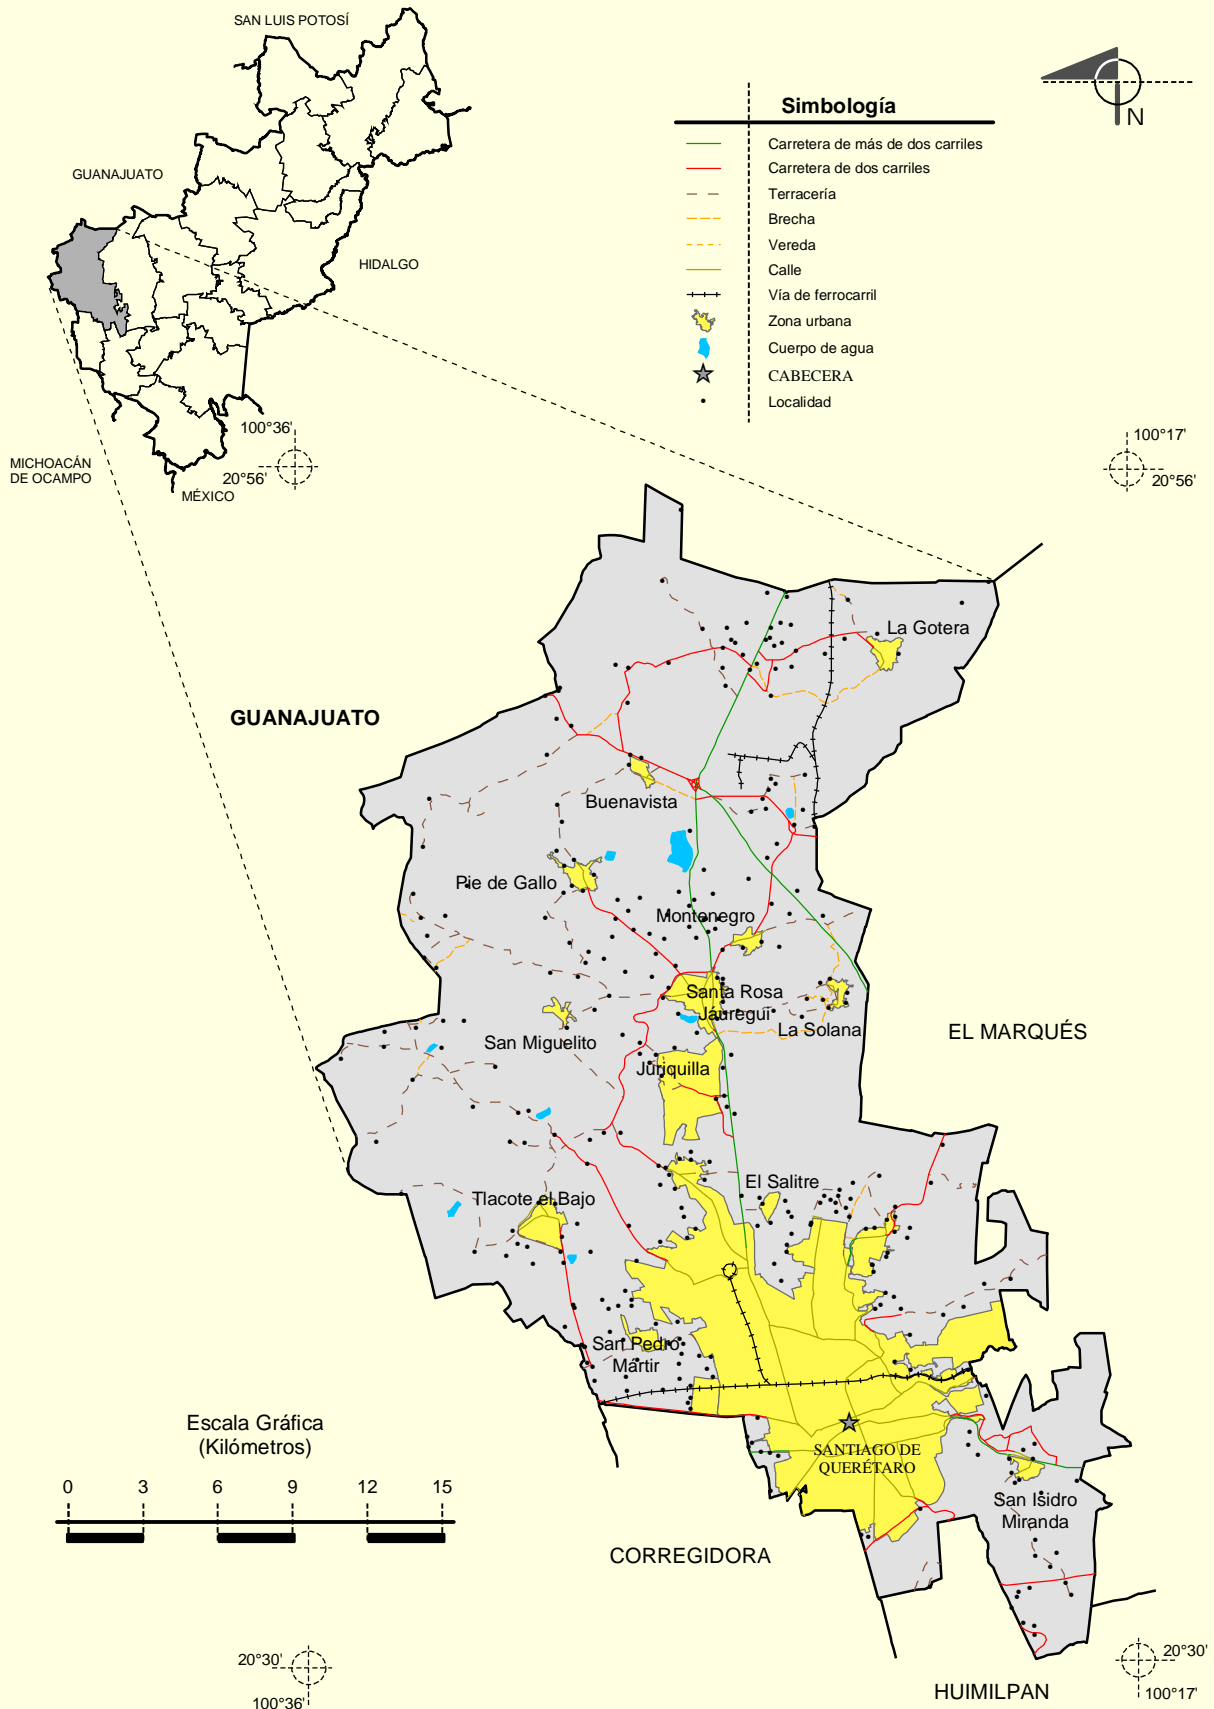 SAN LUIS POTOSÍ
GUANAJUATO
HIDALGO
MICHOACÁN
DE OCAMPO
MÉXICO
N
Simbología
Carretera de más de dos carriles
Carretera de dos carriles
Terracería
Brecha
Vereda
Calle
Vía de ferrocarril
Zona urbana
Cuerpo de agua
CABECERA
Localidad
100°36'
20°56'
100°17'
20°56'
La Gotera
GUANAJUATO
Buenavista
Pie de Gallo
Montenegro
Santa Rosa
Jáuregui
La Solana
San Miguelito
EL MARQUÉS
Juriquilla
El Salitre
Tlacote el Bajo
San Pedro
Mártir
Escala Gráfica
(Kilómetros)
0 3 6 9 12 15
SANTIAGO DE
QUERÉTARO
San Isidro
Miranda
CORREGIDORA
20°30'
100°36'
20°30'
100°17'
HUIMILPAN